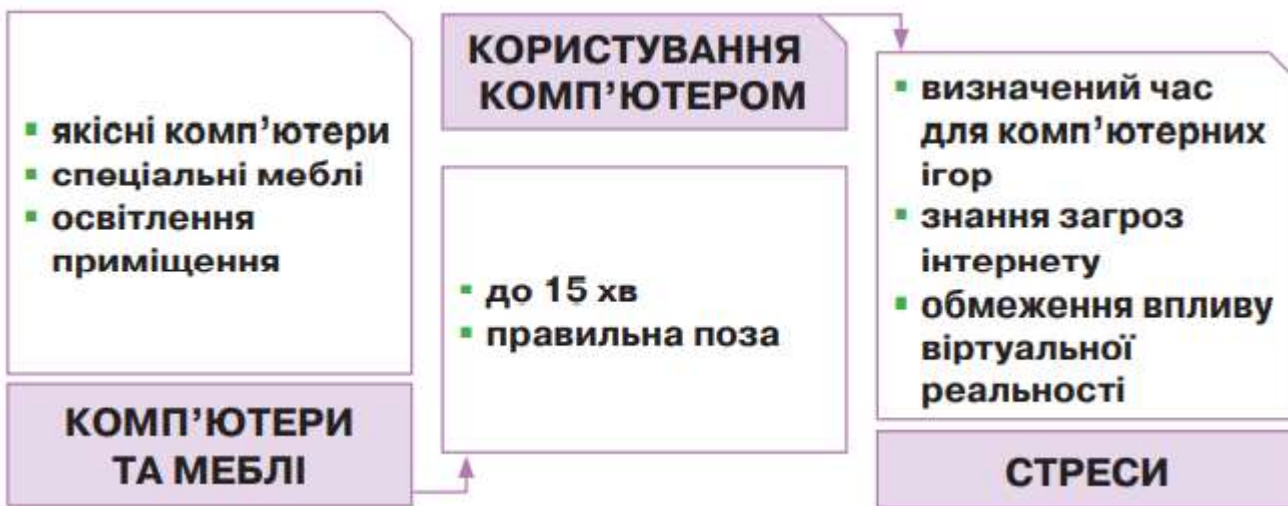 ▪ якісні комп’ютери
▪ спеціальні меблі
▪ освітлення
приміщення
КОМП’ЮТЕРИ
ТА МЕБЛІ
КОРИСТУВАННЯ
КОМП’ЮТЕРОМ
▪ до 15 хв
▪ правильна поза
▪ визначений час
для комп’ютерних
ігор
▪ знання загроз
інтернету
▪ обмеження впливу
віртуальної
реальності
СТРЕСИ